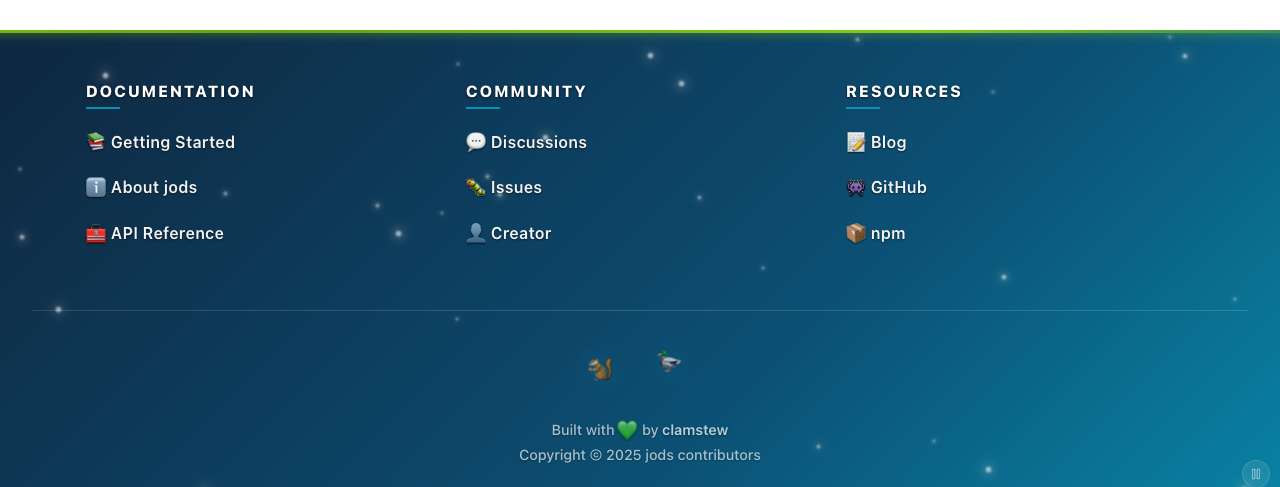 DOCUMENTATION
Getting Started
About jods
API Reference
COMMUNITY
Discussions
Issues
Creator
RESOURCES
Blog
GitHub
npm
Built with 💚 by clamstew
Copyright © 2025 jods contributors